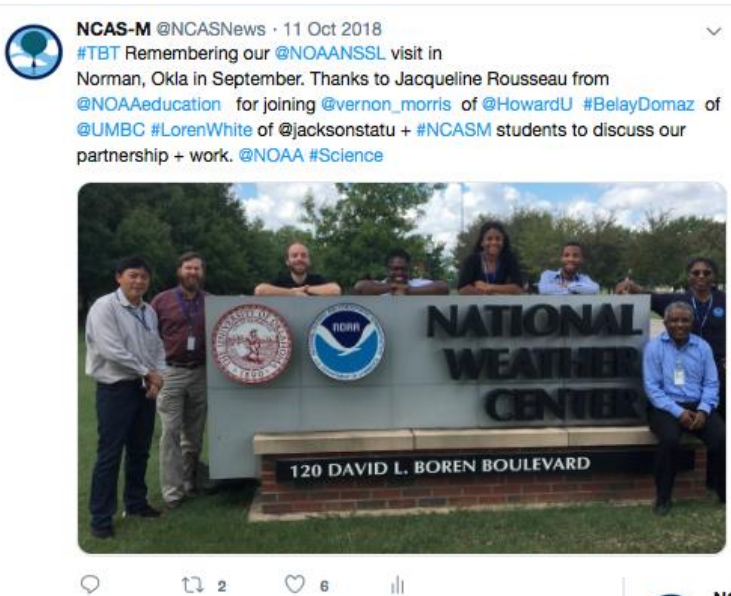 NCAS-M @NCASNews · 11 Oct 2018
#TBT Remembering our @NOAANSSL visit in
Norman, Okla in September. Thanks to Jacqueline Rousseau from
@NOAAeducation for joining @vernon_morris of @HowardU #BelayDomaz of
@UMBC #LorenWhite of @jacksonstatu + #NCASM students to discuss our
partnership + work. @NOAA #Science
NOAA
1890
NATIONAL
WEATHER
CENTER
120 DAVID L. BOREN BOULEVARD
2
6